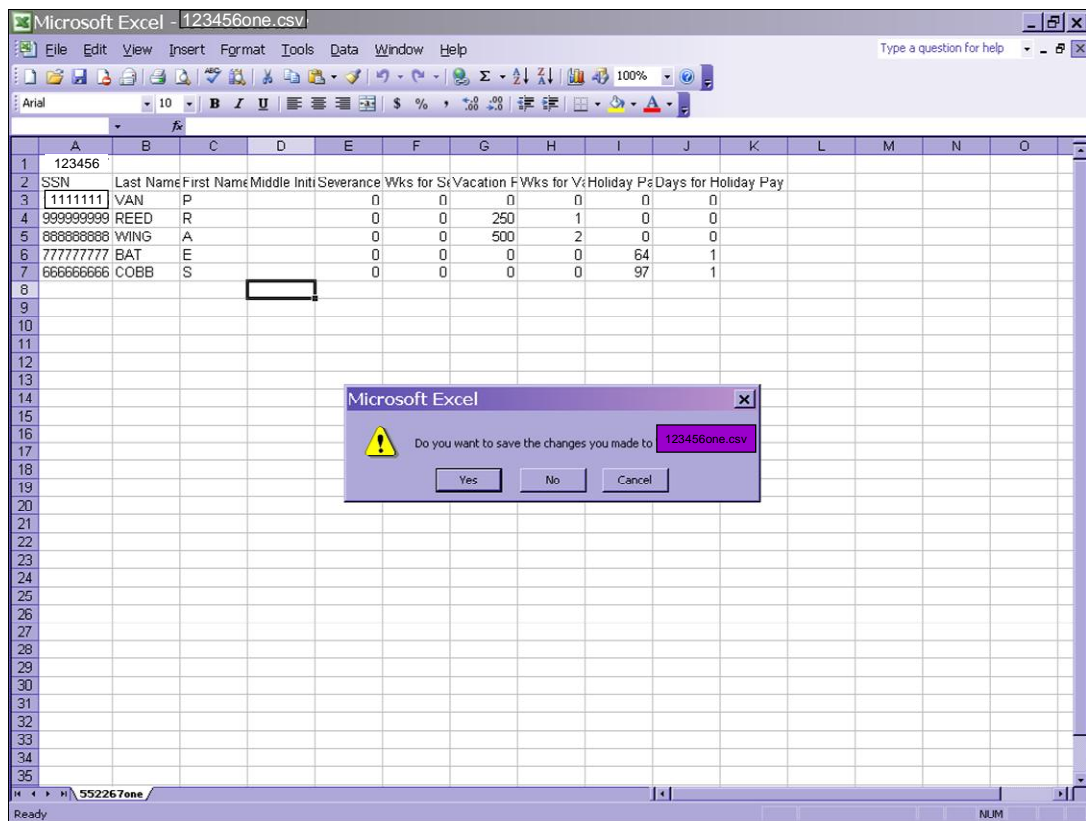 Microsoft Excel - 123456one.csv
File Edit View Insert Format Tools Data Window Help Type a question for help
100%
Arial 10 B I U $ % , .00 .00
fx
A B C D E F G H I J K L M N O
1 123456
2 SSN Last Name First Name Middle Initi Severance Wks for Se Vacation P Wks for Va Holiday Pa Days for Holiday Pay
3 1111111 VAN P 0 0 0 0 0 0
4 999999999 REED R 0 0 250 1 0 0
5 888888888 WING A 0 0 500 2 0 0
6 777777777 BAT E 0 0 0 0 64 1
7 666666666 COBB S 0 0 0 0 97 1
8
9
10
11
12
13
14
15
16
17
18
19
20
21
22
23
24
25
26
27
28
29
30
31
32
33
34
35
Microsoft Excel
Do you want to save the changes you made to 123456one.csv
Yes No Cancel
552267one
Ready NUM